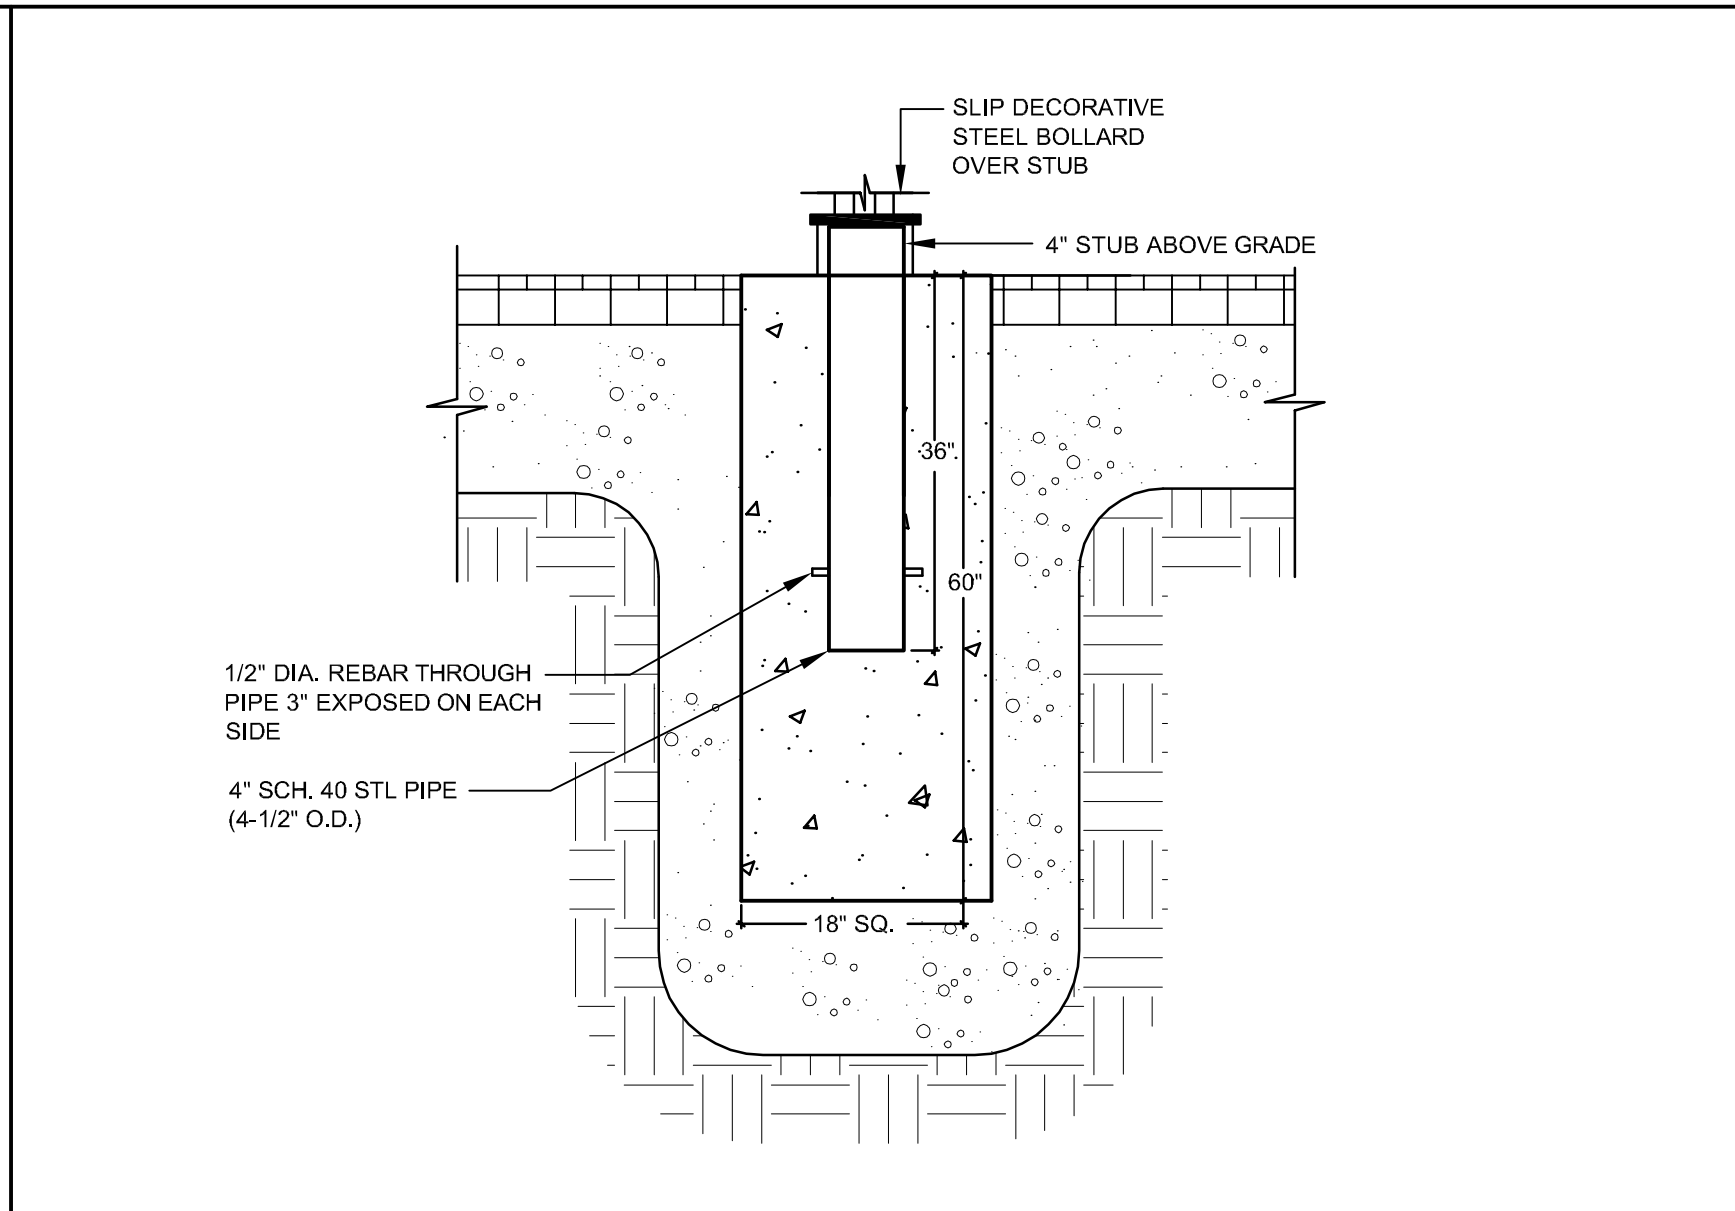 SLIP DECORATIVE
STEEL BOLLARD
OVER STUB
4" STUB ABOVE GRADE
36"
60"
1/2" DIA. REBAR THROUGH
PIPE 3" EXPOSED ON EACH
SIDE
4" SCH. 40 STL PIPE
(4-1/2" O.D.)
18" SQ.